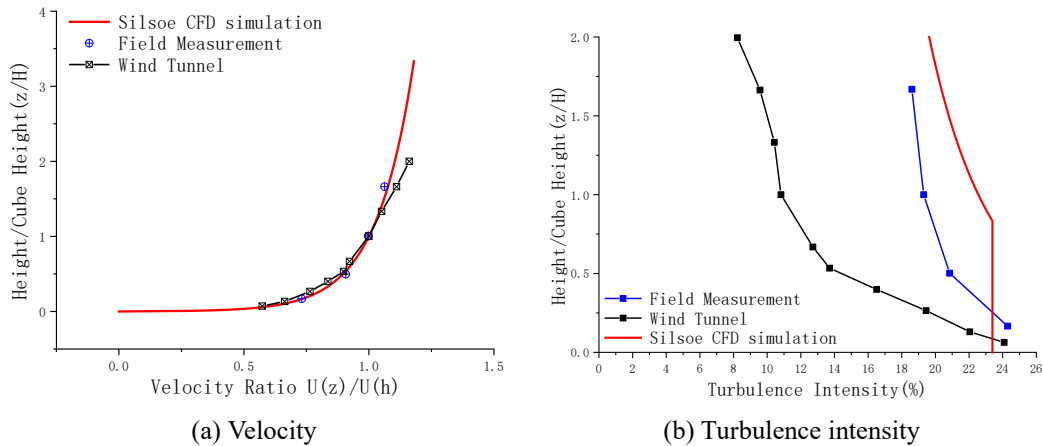 4
3
2
1
0
0.0
0.5
1.0
1.5
Height/Cube Height(z/H)
Velocity Ratio U(z)/U(h)
Silsoe CFD simulation
Field Measurement
Wind Tunnel
(a) Velocity
2.0
1.5
1.0
0.5
0.0
0
2
4
6
8
10
12
14
16
18
20
22
24
26
Height/Cube Height(z/H)
Turbulence Intensity(%)
Field Measurement
Wind Tunnel
Silsoe CFD simulation
(b) Turbulence intensity